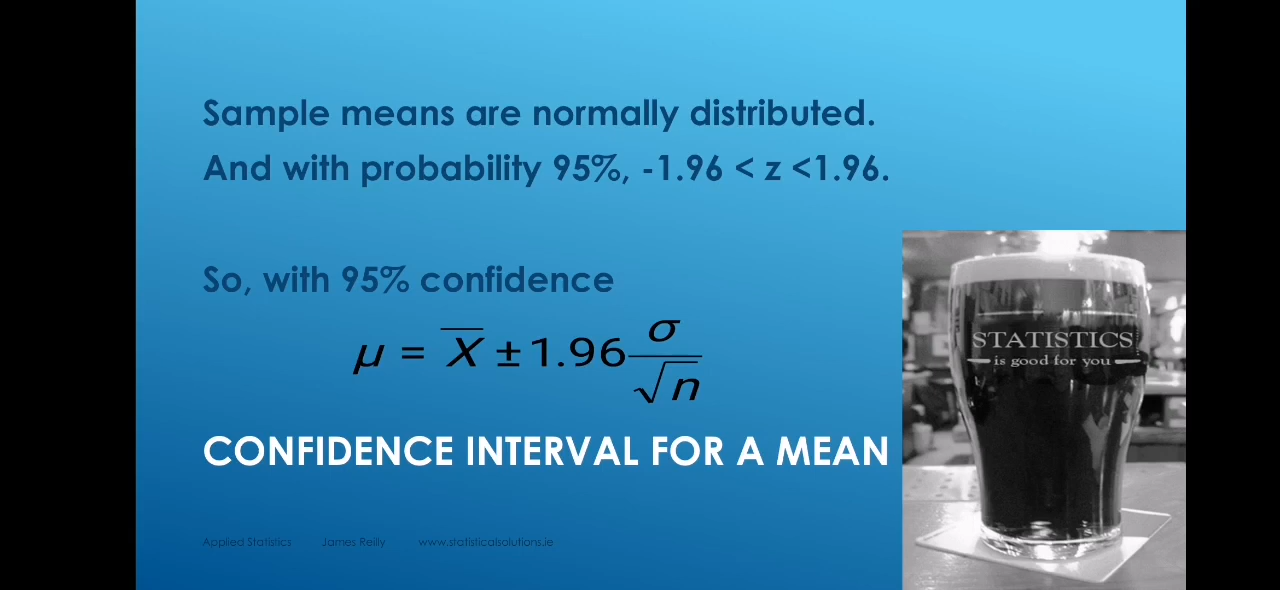 Sample means are normally distributed.
And with probability 95%, -1.96 < z <1.96.
So, with 95% confidence
μ = X̅ ± 1.96 σ/√n
CONFIDENCE INTERVAL FOR A MEAN
STATISTICS
is good for you
Applied Statistics James Reilly www.statisticalsolutions.ie